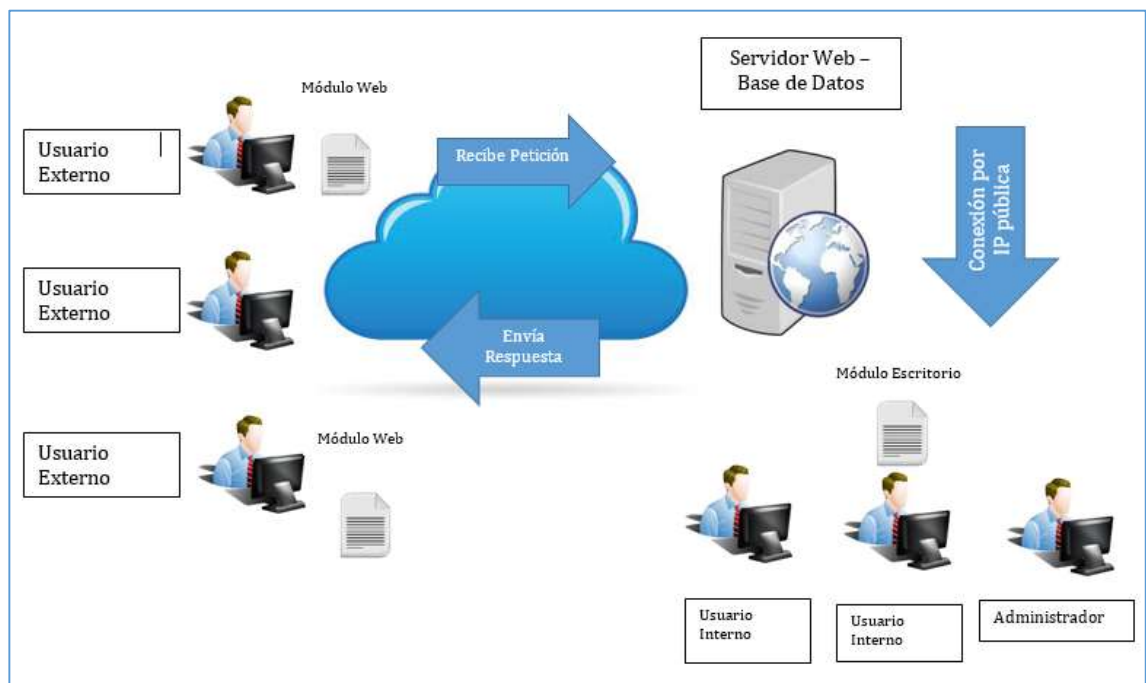 Módulo Web
Servidor Web –
Base de Datos
Usuario
Externo
Recibe Petición
Conexión por
IP pública
Usuario
Externo
Envía
Respuesta
Módulo Escritorio
Usuario
Externo
Módulo Web
Usuario
Interno
Usuario
Interno
Administrador